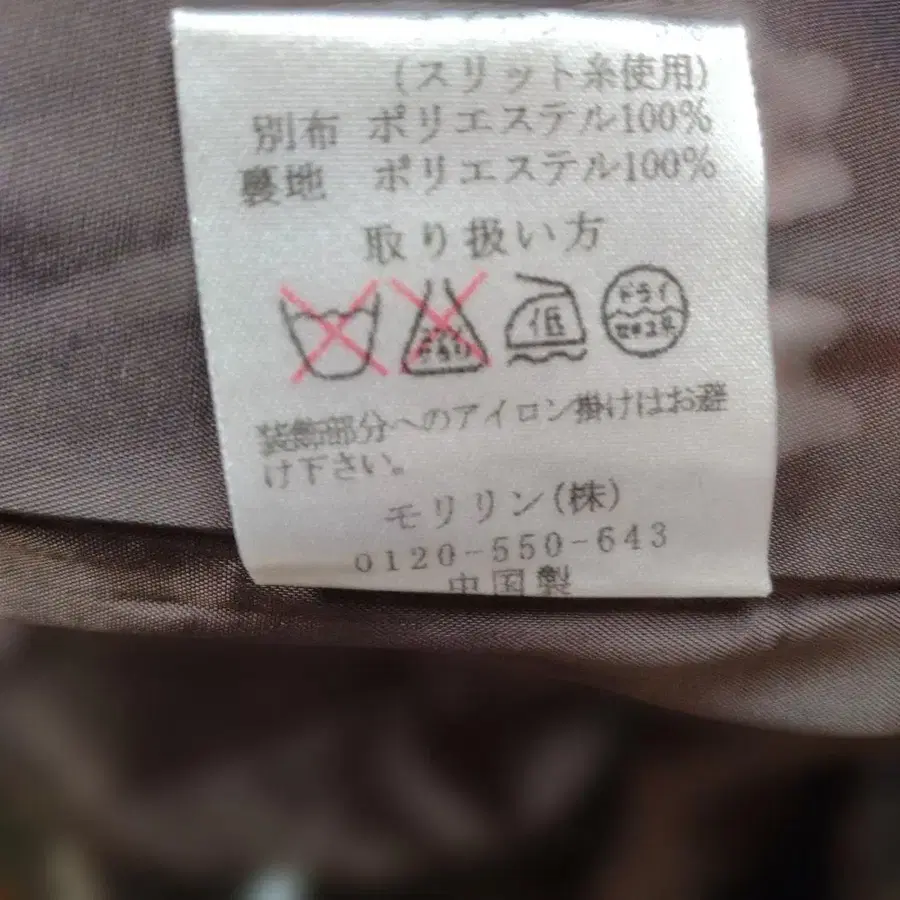 (スリット糸使用)
別布 ポリエステル100%
裏地 ポリエステル100%
取り扱い方
低
ドライ
装飾部分へのアイロン掛けはお避
け下さい。
モリリン(株)
0120-550-643
中国製